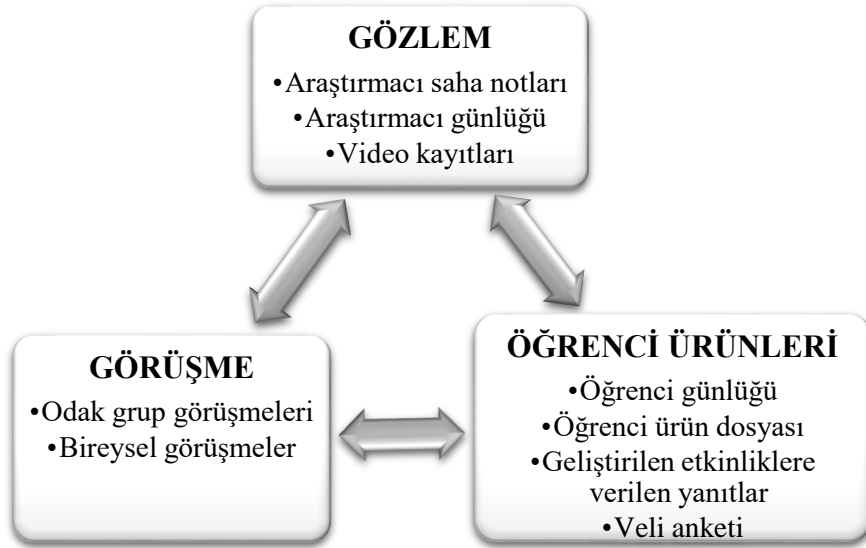 GÖZLEM
•Araştırmacı saha notları
•Araştırmacı günlüğü
•Video kayıtları
GÖRÜŞME
•Odak grup görüşmeleri
•Bireysel görüşmeler
ÖĞRENCİ ÜRÜNLERİ
•Öğrenci günlüğü
•Öğrenci ürün dosyası
•Geliştirilen etkinliklere
verilen yanıtlar
•Veli anketi